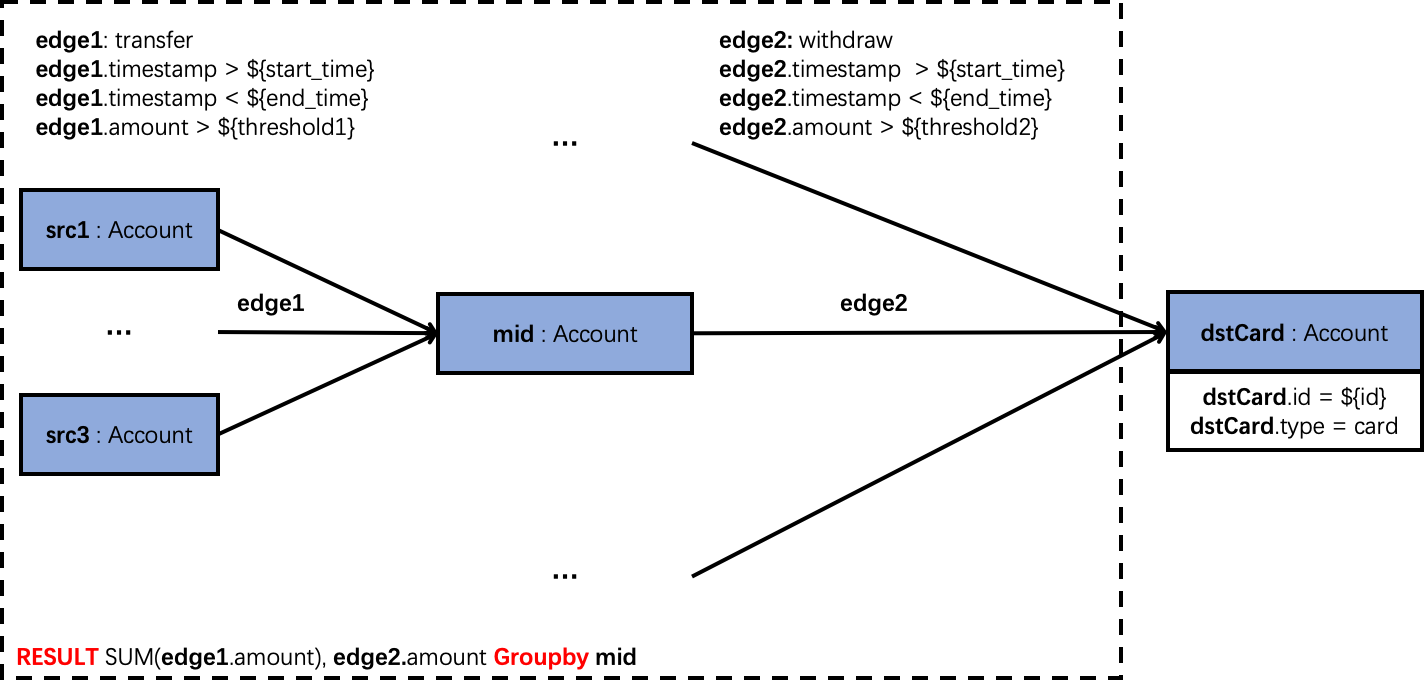 edge1: transfer
edge1.timestamp > ${start_time}
edge1.timestamp < ${end_time}
edge1.amount > ${threshold1}
edge2: withdraw
edge2.timestamp > ${start_time}
edge2.timestamp < ${end_time}
edge2.amount > ${threshold2}
...
src1 : Account
edge1
edge2
...
mid : Account
dstCard : Account
dstCard.id = ${id}
dstCard.type = card
src3 : Account
...
RESULT SUM(edge1.amount), edge2.amount Groupby mid